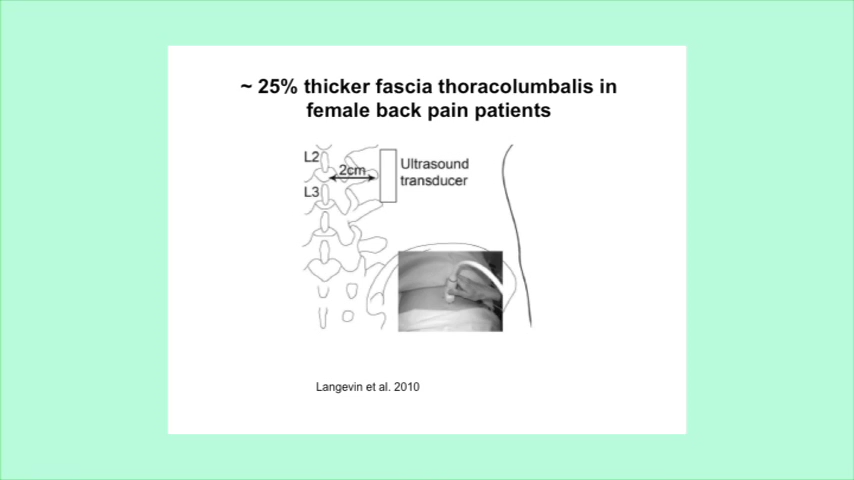 ~ 25% thicker fascia thoracolumbalis in
female back pain patients
L2
2cm
Ultrasound
transducer
L3
Langevin et al. 2010